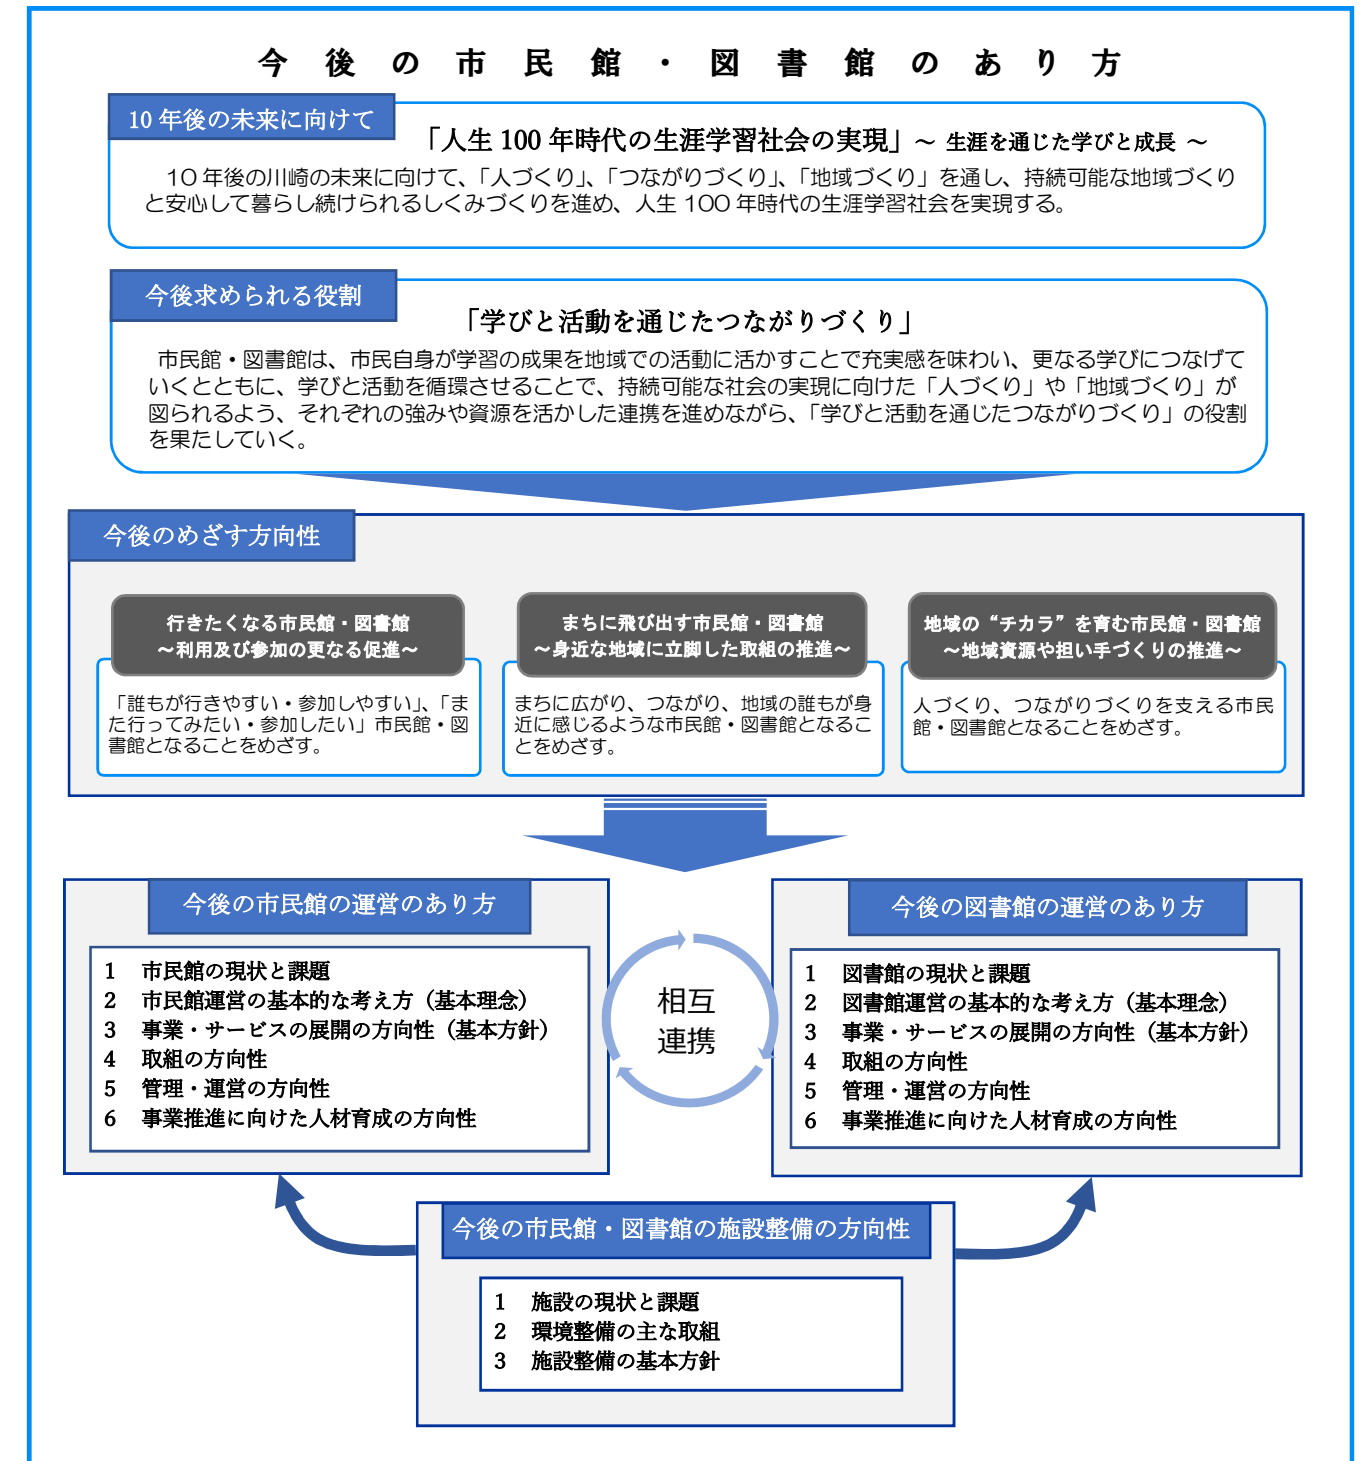 今後の市民館・図書館のあり方
10年後の未来に向けて
「人生100年時代の生涯学習社会の実現」～ 生涯を通じた学びと成長 ～
10年後の川崎の未来に向けて、「人づくり」、「つながりづくり」、「地域づくり」を通し、持続可能な地域づくり
と安心して暮らし続けられるしくみづくりを進め、人生100年時代の生涯学習社会を実現する。
今後求められる役割
「学びと活動を通じたつながりづくり」
市民館・図書館は、市民自身が学習の成果を地域での活動に活かすことで充実感を味わい、更なる学びにつなげて
いくとともに、学びと活動を循環させることで、持続可能な社会の実現に向けた「人づくり」や「地域づくり」が
図られるよう、それぞれの強みや資源を活かした連携を進めながら、「学びと活動を通じたつながりづくり」の役割
を果たしていく。
今後のめざす方向性
行きたくなる市民館・図書館
～利用及び参加の更なる促進～
「誰もが行きやすい・参加しやすい」、「ま
た行ってみたい・参加したい」市民館・図
書館となることをめざす。
まちに飛び出す市民館・図書館
～身近な地域に立脚した取組の推進～
まちに広がり、つながり、地域の誰もが身
近に感じるような市民館・図書館となるこ
とをめざす。
地域の“チカラ”を育む市民館・図書館
～地域資源や担い手づくりの推進～
人づくり、つながりづくりを支える市民
館・図書館となることをめざす。
今後の市民館の運営のあり方
1 市民館の現状と課題
2 市民館運営の基本的な考え方（基本理念）
3 事業・サービスの展開の方向性（基本方針）
4 取組の方向性
5 管理・運営の方向性
6 事業推進に向けた人材育成の方向性
相互
連携
今後の図書館の運営のあり方
1 図書館の現状と課題
2 図書館運営の基本的な考え方（基本理念）
3 事業・サービスの展開の方向性（基本方針）
4 取組の方向性
5 管理・運営の方向性
6 事業推進に向けた人材育成の方向性
今後の市民館・図書館の施設整備の方向性
1 施設の現状と課題
2 環境整備の主な取組
3 施設整備の基本方針